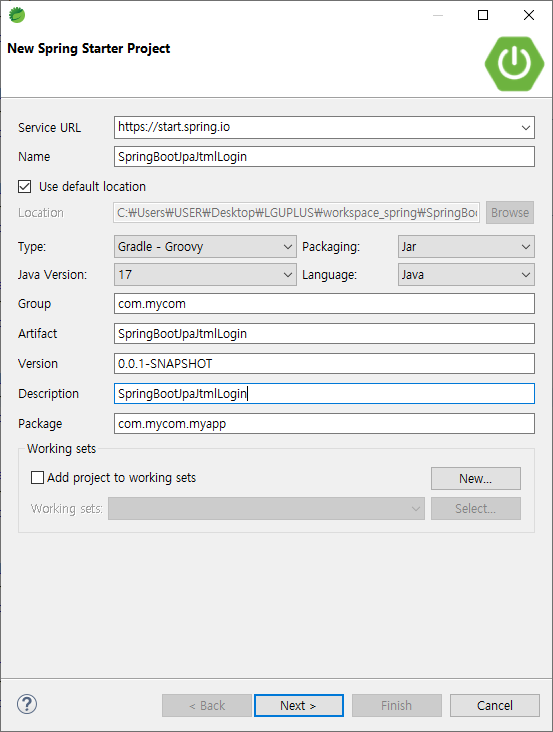 New Spring Starter Project
Service URL https://start.spring.io
Name SpringBootJpaJtmlLogin
Use default location
Location C:₩Users₩USER₩Desktop₩LGUPLUS₩workspace_spring₩SpringBoo Browse
Type: Gradle - Groovy Packaging: Jar
Java Version: 17 Language: Java
Group com.mycom
Artifact SpringBootJpaJtmlLogin
Version 0.0.1-SNAPSHOT
Description SpringBootJpaJtmlLogin
Package com.mycom.myapp
Working sets
Add project to working sets New...
Working sets: Select...
? < Back Next > Finish Cancel